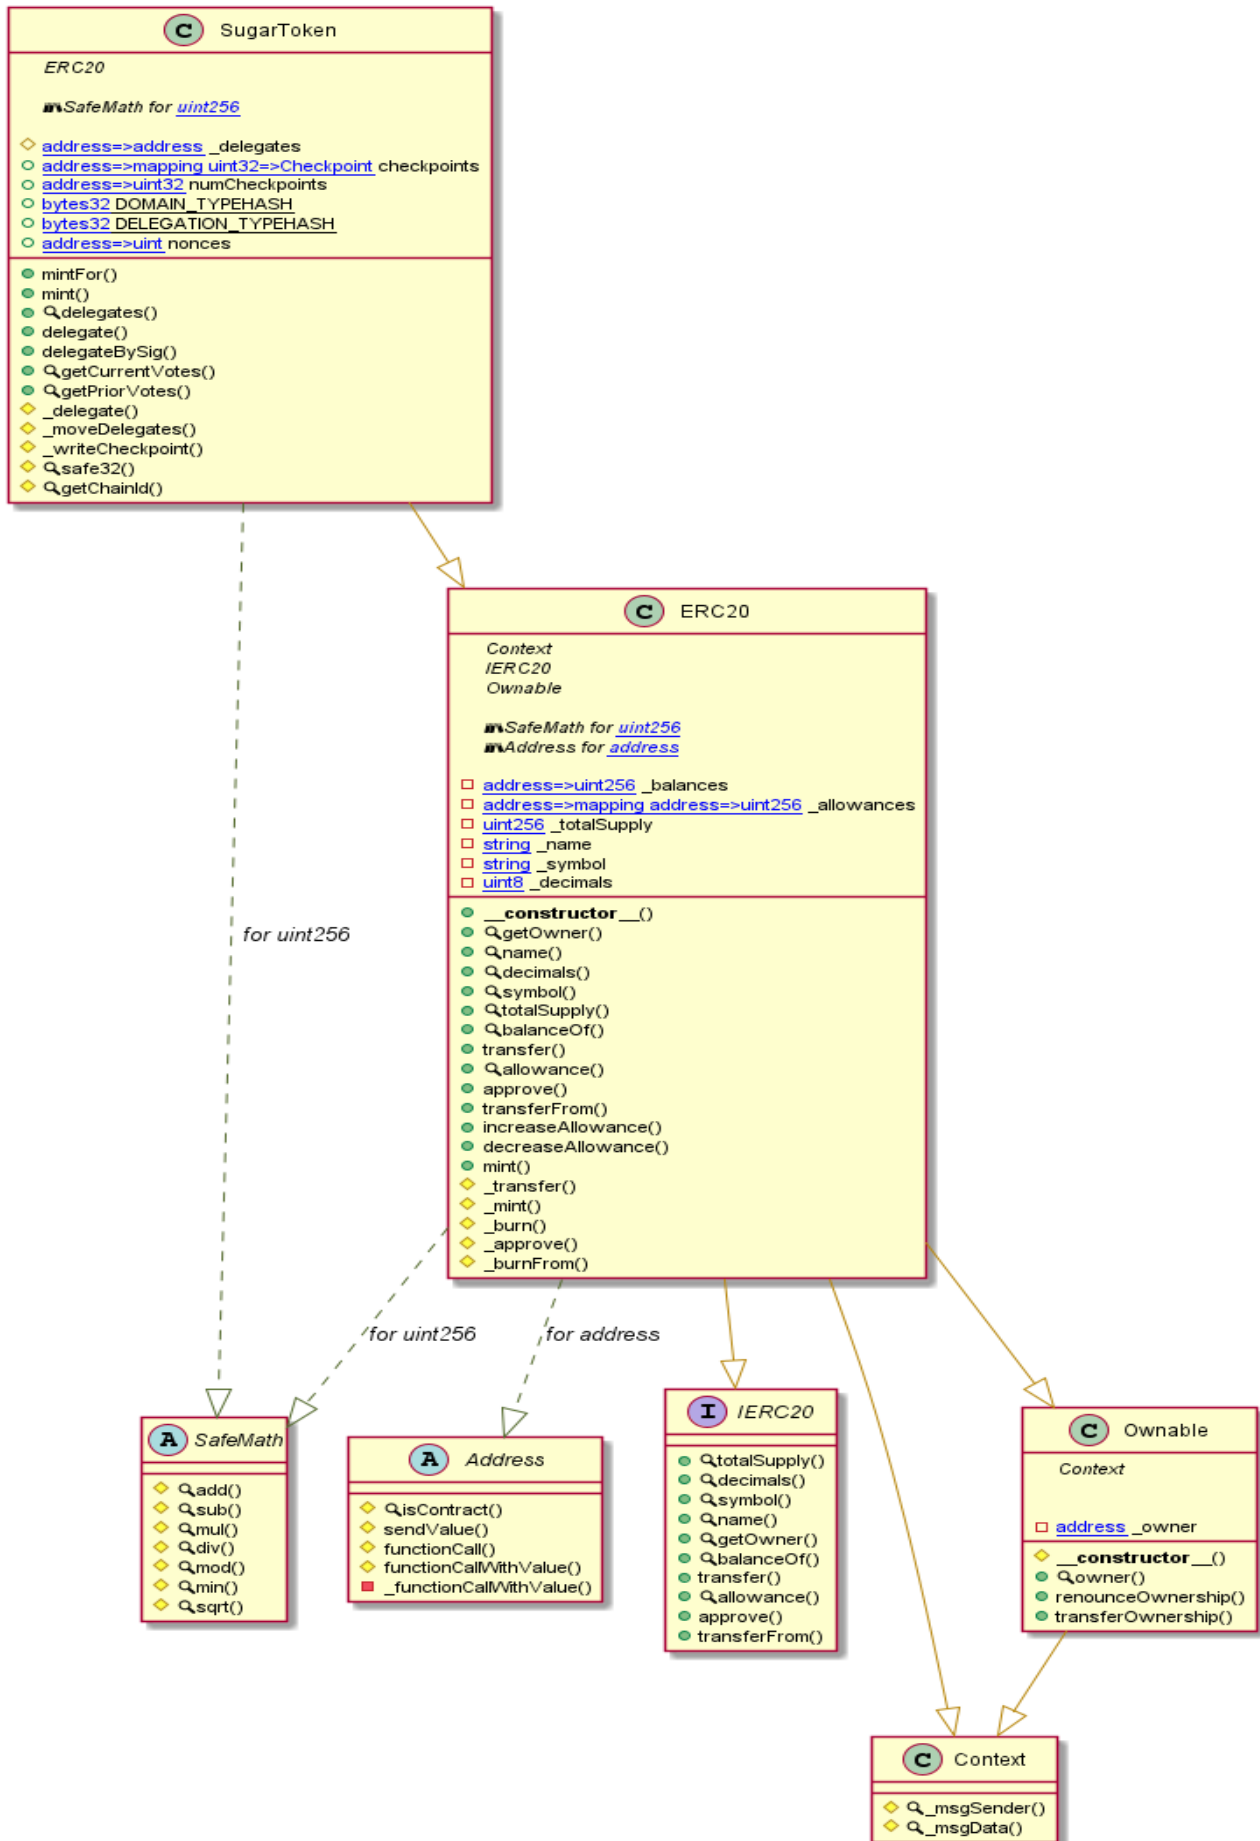 C SugarToken
ERC20
SafeMath for uint256
address=>address _delegates
address=>mapping uint32=>Checkpoint checkpoints
address=>uint32 numCheckpoints
bytes32 DOMAIN_TYPEHASH
bytes32 DELEGATION_TYPEHASH
address=>uint nonces
mintFor()
mint()
delegates()
delegate()
delegateBySig()
getCurrentVotes()
getPriorVotes()
_delegate()
_moveDelegates()
_writeCheckpoint()
safe32()
getChainId()
C ERC20
Context
IERC20
Ownable
SafeMath for uint256
Address for address
address=>uint256 _balances
address=>mapping address=>uint256 _allowances
uint256 _totalSupply
string _name
string _symbol
uint8 _decimals
__constructor__()
getOwner()
name()
decimals()
symbol()
totalSupply()
balanceOf()
transfer()
allowance()
approve()
transferFrom()
increaseAllowance()
decreaseAllowance()
mint()
_transfer()
_mint()
_burn()
_approve()
_burnFrom()
for uint256
for uint256
for address
A SafeMath
add()
sub()
mul()
div()
mod()
min()
sqrt()
A Address
isContract()
sendValue()
functionCall()
functionCallWithValue()
_functionCallWithValue()
I IERC20
totalSupply()
decimals()
symbol()
name()
getOwner()
balanceOf()
transfer()
allowance()
approve()
transferFrom()
C Ownable
Context
address _owner
__constructor__()
owner()
renounceOwnership()
transferOwnership()
C Context
_msgSender()
_msgData()